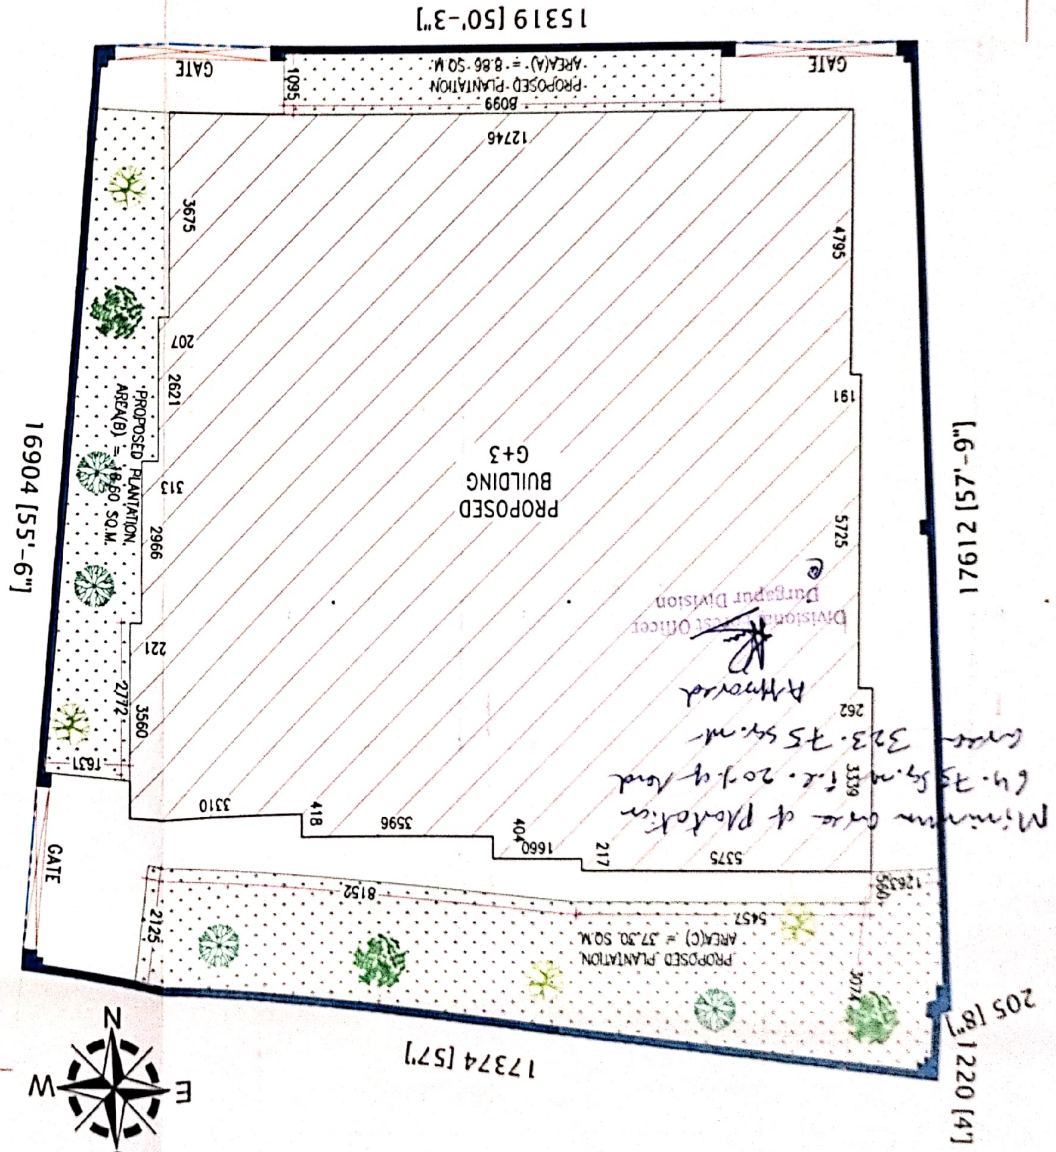 15319 [50'-3"]
GATE
PROPOSED PLANTATION
AREA(A) = 8.86 SQ.M.
GATE
1095
8099
12746
3675
4795
207
2621
191
PROPOSED PLANTATION
AREA(B) = 18.60 SQ.M.
313
2966
16904 [55'-6"]
PROPOSED
BUILDING
G+3
5725
17612 [57'-9"]
221
2772
3560
1631
262
3339
Minimum area of Plantation
64.75 Sq.m i.e. 20% of land
area 323.75 Sq.mt
Approved
Divisional Forest Officer
Durgapur Division
3310
418
3596
404
1660
217
5375
GATE
560
1263
8152
5457
2125
PROPOSED PLANTATION
AREA(C) = 37.30 SQ.M.
3074
205 [8"]
1220 [4']
17374 [57']
N
W
E